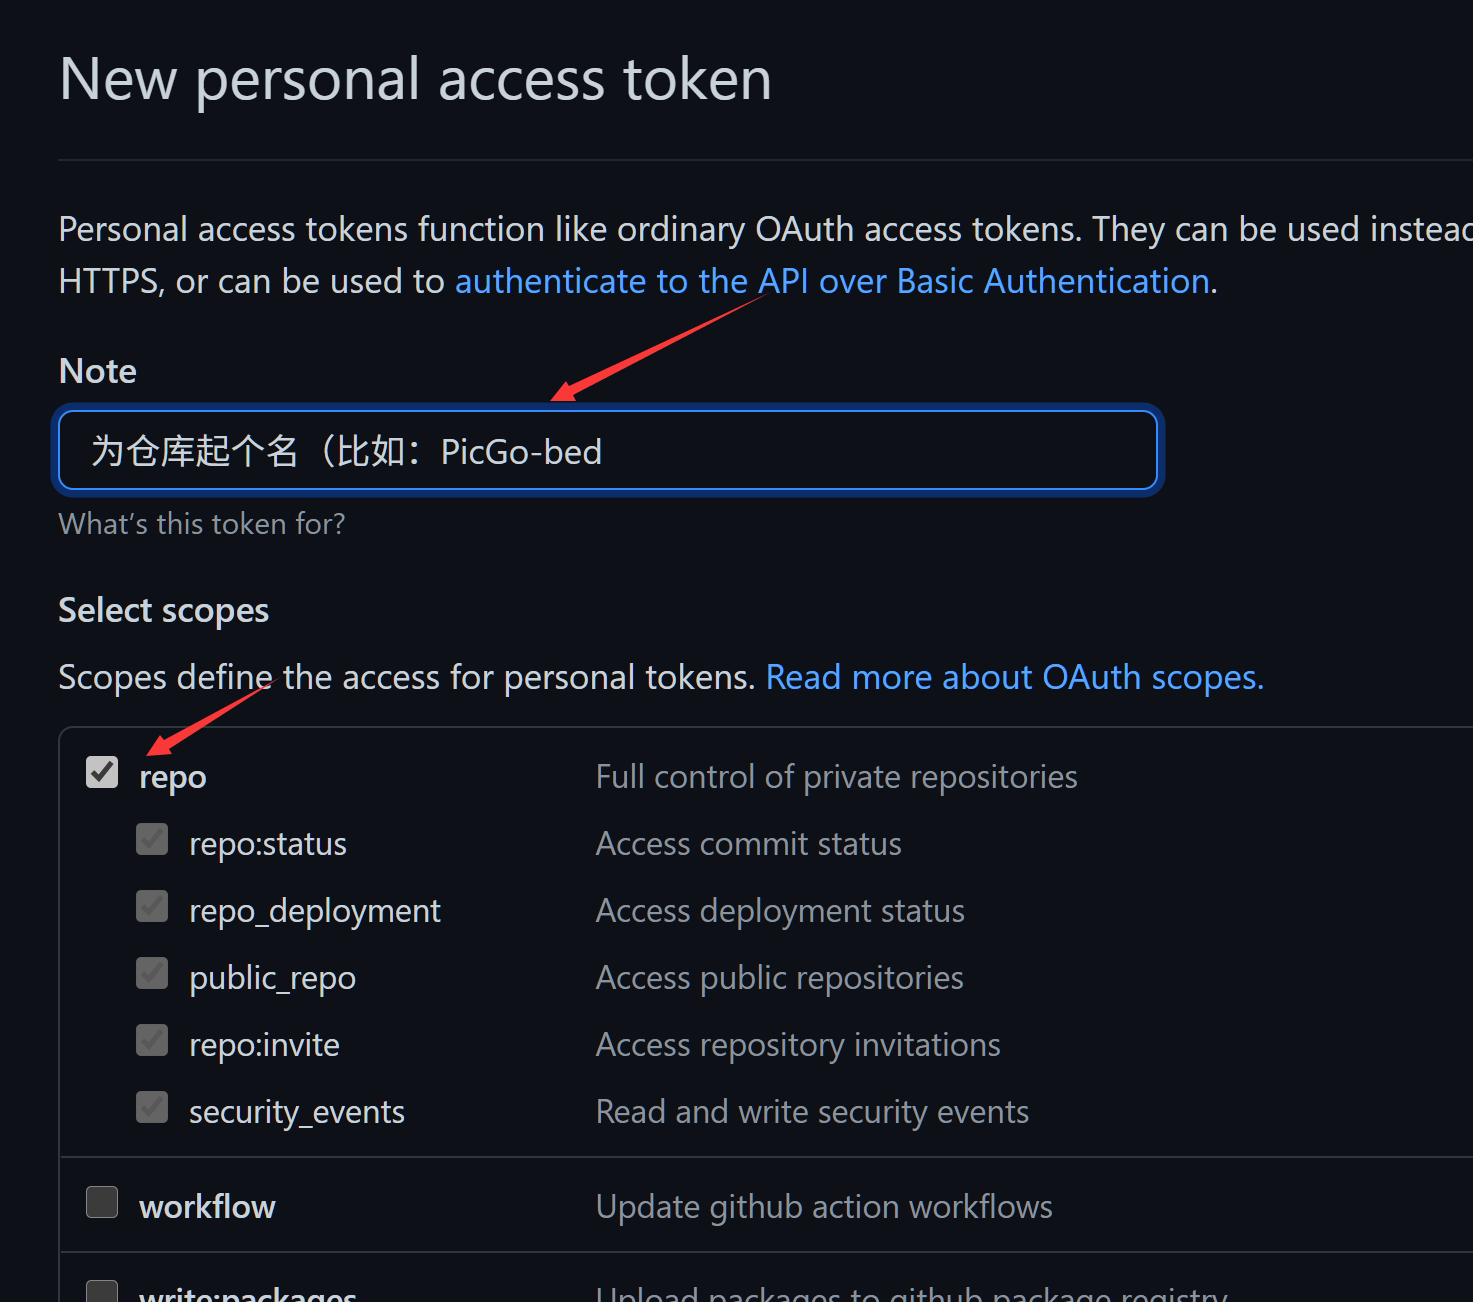 New personal access token
Personal access tokens function like ordinary OAuth access tokens. They can be used instead
HTTPS, or can be used to authenticate to the API over Basic Authentication.
Note
为仓库起个名（比如：PicGo-bed
What's this token for?
Select scopes
Scopes define the access for personal tokens. Read more about OAuth scopes.
repo Full control of private repositories
repo:status Access commit status
repo_deployment Access deployment status
public_repo Access public repositories
repo:invite Access repository invitations
security_events Read and write security events
workflow Update github action workflows
write:packages Upload packages to github package registry